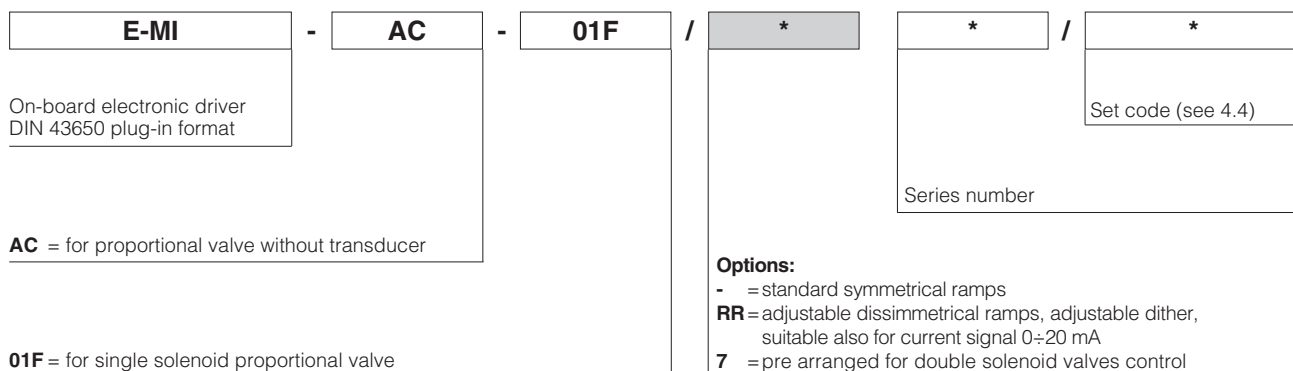 E-MI - AC - 01F / * * / *
On-board electronic driver
DIN 43650 plug-in format
Set code (see 4.4)
Series number
AC = for proportional valve without transducer
Options:
- = standard symmetrical ramps
RR = adjustable dissimmetrical ramps, adjustable dither,
suitable also for current signal 0÷20 mA
01F = for single solenoid proportional valve
7 = pre arranged for double solenoid valves control